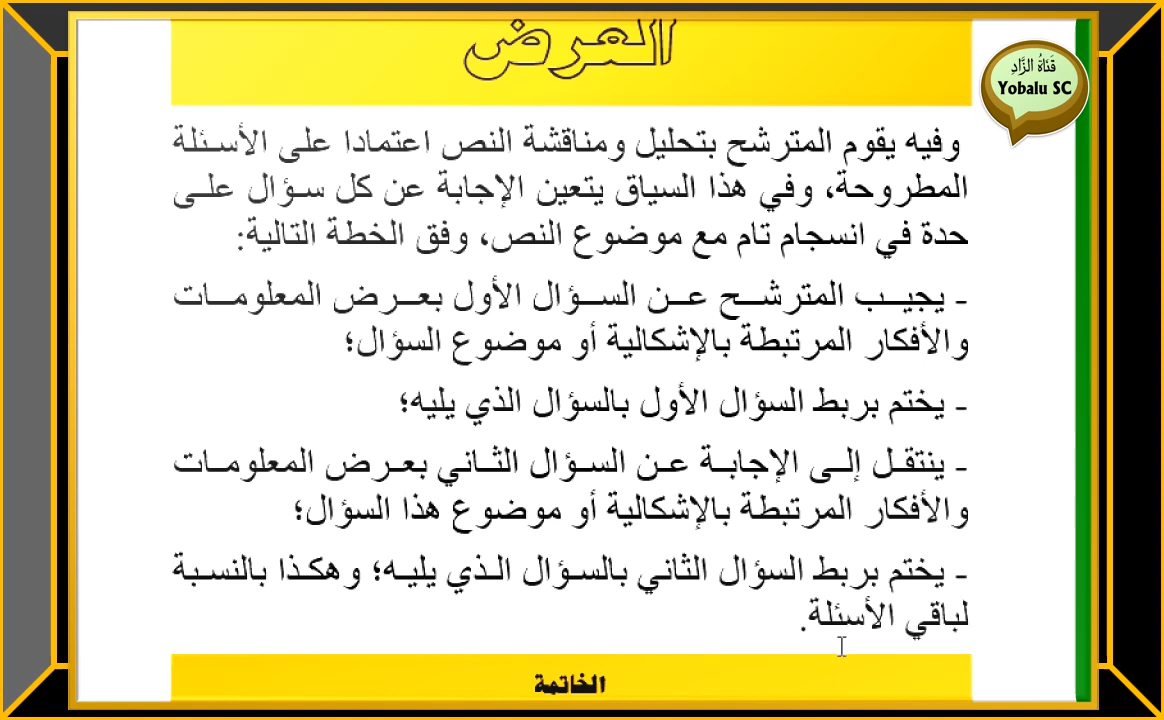 العرض
قَنَاةُ الزَّادِ
Yobalu SC
وفيه يقوم المترشح بتحليل ومناقشة النص اعتمادا على الأسئلة
المطروحة، وفي هذا السياق يتعين الإجابة عن كل سؤال على
حدة في انسجام تام مع موضوع النص، وفق الخطة التالية:
- يجيب المترشح عن السؤال الأول بعرض المعلومات
والأفكار المرتبطة بالإشكالية أو موضوع السؤال؛
- يختم بربط السؤال الأول بالسؤال الذي يليه؛
- ينتقل إلى الإجابة عن السؤال الثاني بعرض المعلومات
والأفكار المرتبطة بالإشكالية أو موضوع هذا السؤال؛
- يختم بربط السؤال الثاني بالسؤال الذي يليه؛ وهكذا بالنسبة
لباقي الأسئلة.
الخاتمة